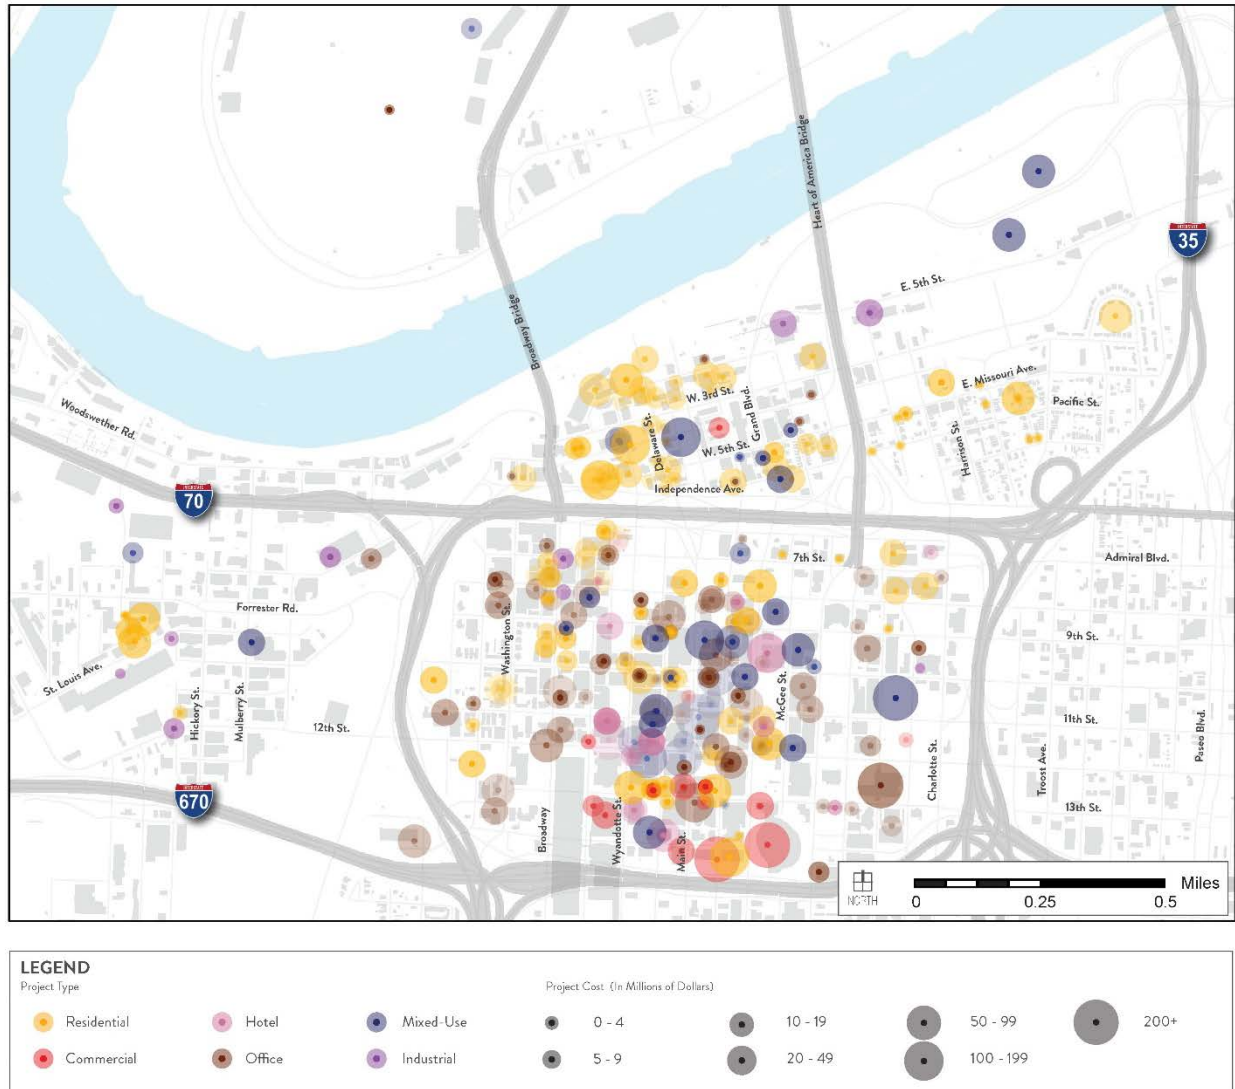 Heart of America Bridge
INTERSTATE
35
E. 5th St.
Broadway Bridge
E. Missouri Ave.
Pacific St.
W. 3rd St.
Grand Blvd.
Delaware St.
W. 5th St.
Harrison St.
Woodswether Rd.
Independence Ave.
INTERSTATE
70
7th St.
Admiral Blvd.
Forrester Rd.
Washington St.
9th St.
St. Louis Ave.
McGee St.
Hickory St.
Mulberry St.
12th St.
11th St.
Paseo Blvd.
Charlotte St.
Troost Ave.
INTERSTATE
670
13th St.
Broadway
Wyandotte St.
Main St.
NORTH
Miles
0 0.25 0.5
LEGEND
Project Type
Project Cost (In Millions of Dollars)
Residential Hotel Mixed-Use 0 - 4 10 - 19 50 - 99 200+
Commercial Office Industrial 5 - 9 20 - 49 100 - 199